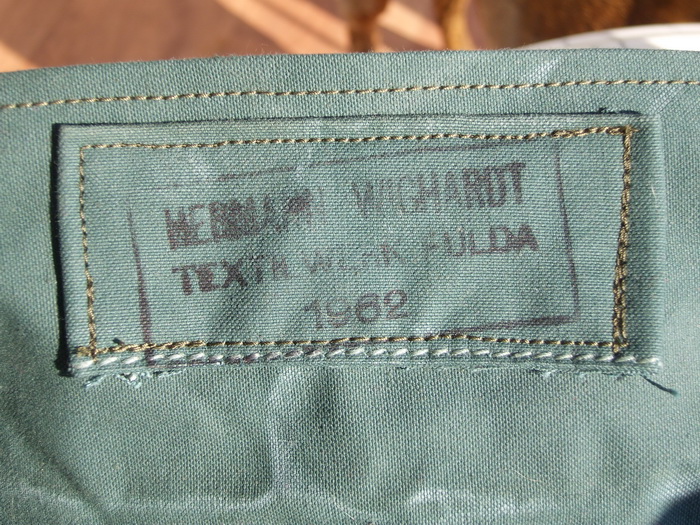 HERMANN WICHARDT
TEXTILWERK FULDA
1962